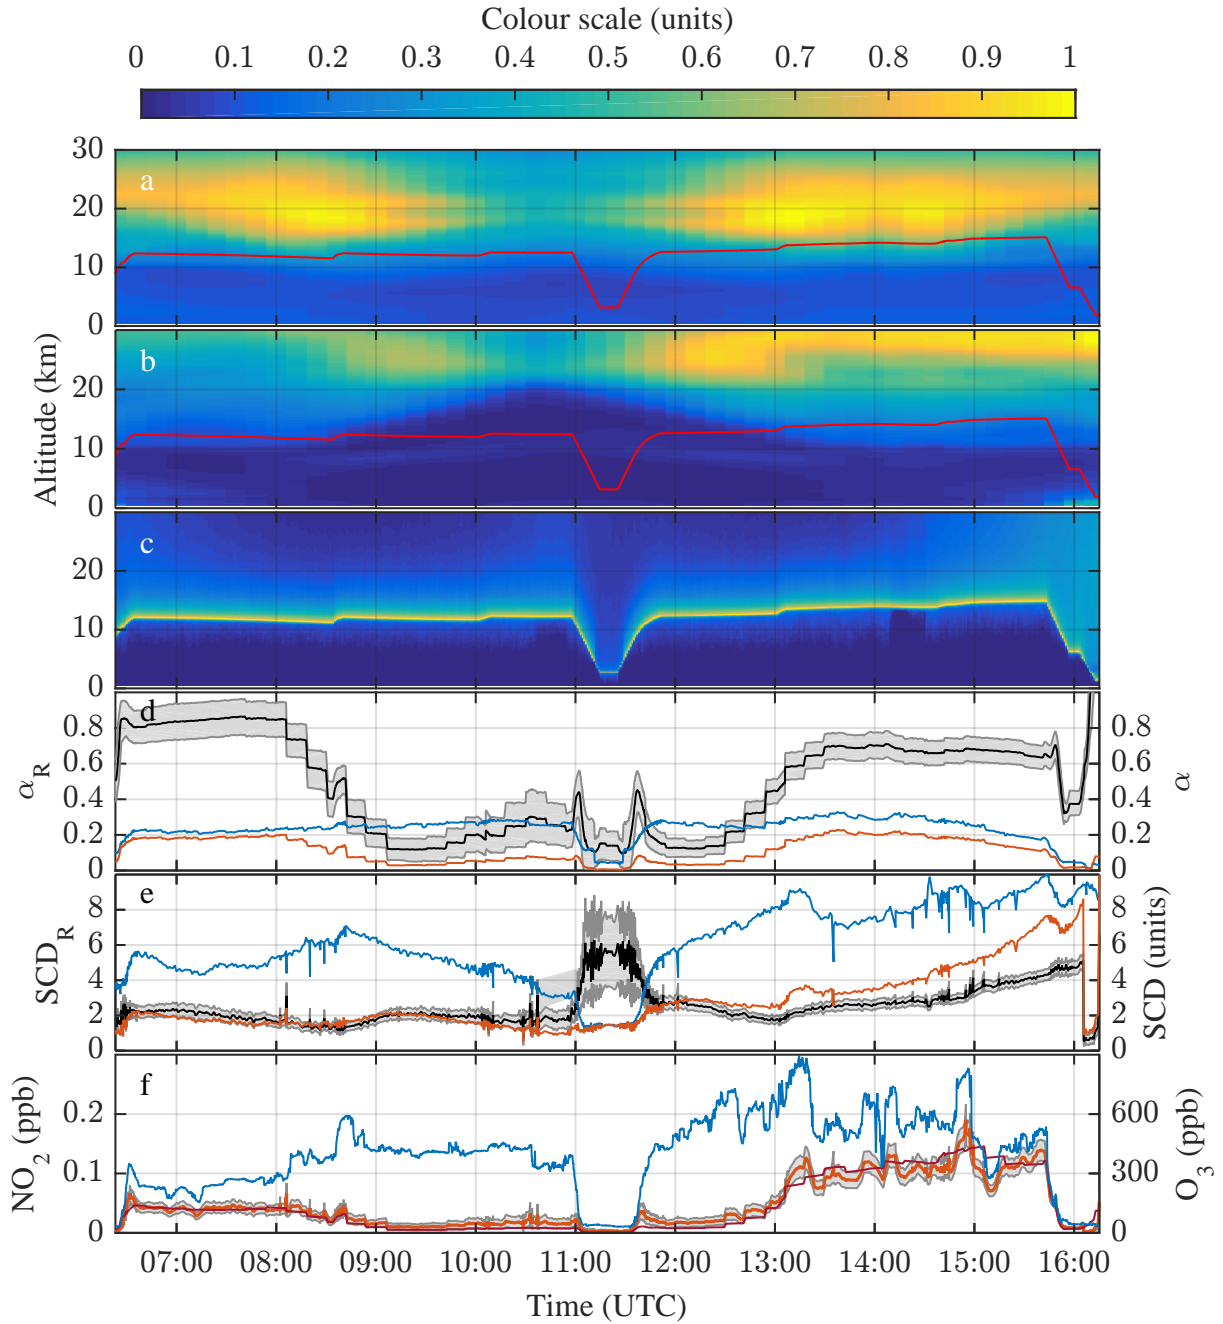 Colour scale (units)
0 0.1 0.2 0.3 0.4 0.5 0.6 0.7 0.8 0.9 1
30
a
20
10
0
b
20
10
0
Altitude (km)
c
20
10
0
d
0.8 0.8
0.6 0.6
0.4 0.4
0.2 0.2
0 0
α_R
α
e
8 8
6 6
4 4
2 2
0 0
SCD_R
SCD (units)
f
0.2 600
0.1 300
0 0
NO_2 (ppb)
O_3 (ppb)
07:00 08:00 09:00 10:00 11:00 12:00 13:00 14:00 15:00 16:00
Time (UTC)